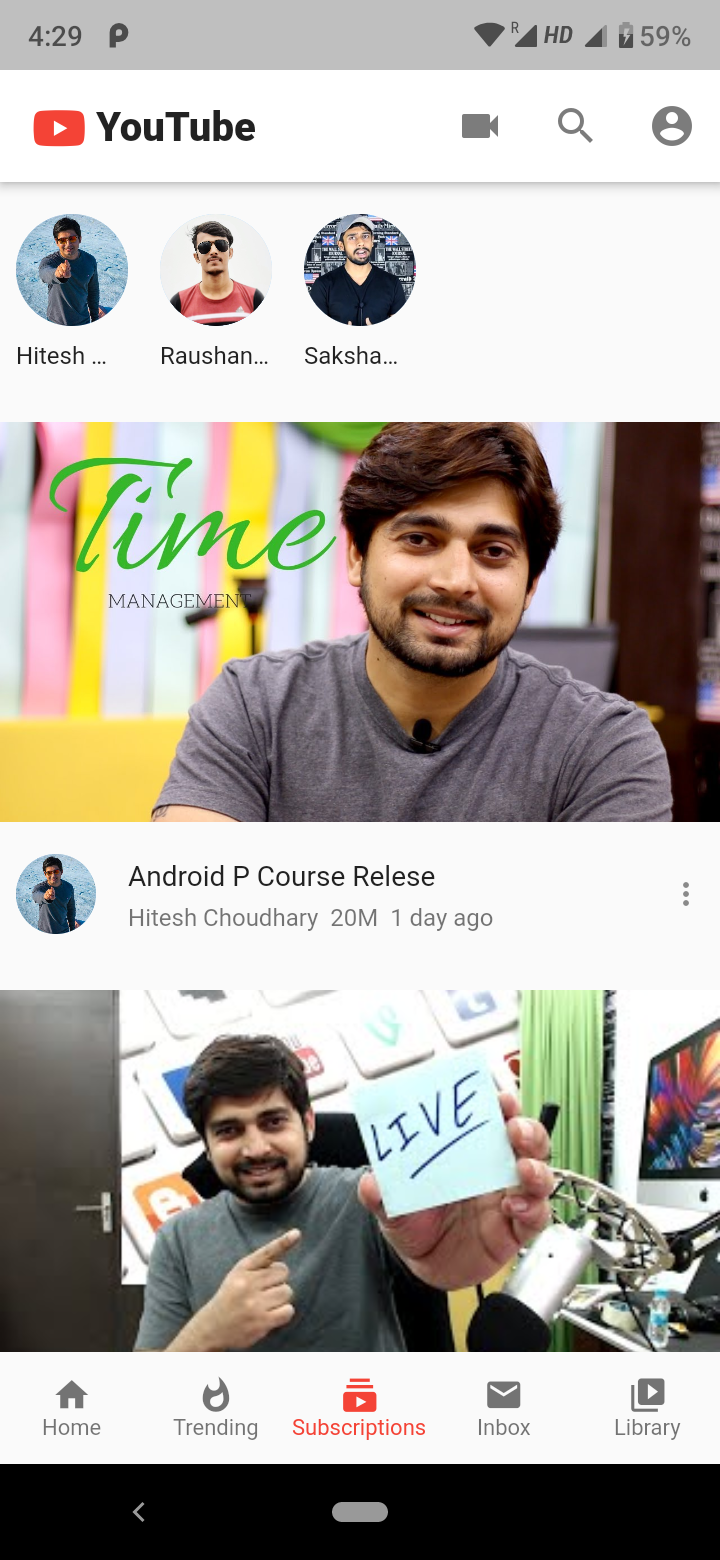 4:29 R HD 59%
YouTube
Hitesh ...
Raushan...
Saksha...
Time
MANAGEMENT
Android P Course Relese
Hitesh Choudhary 20M 1 day ago
LIVE
Home
Trending
Subscriptions
Inbox
Library